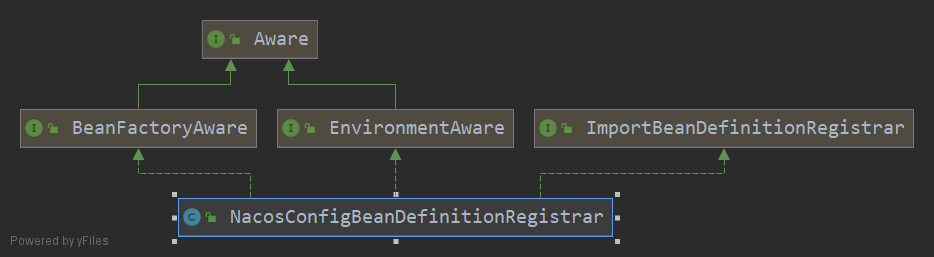 I Aware
I BeanFactoryAware
I EnvironmentAware
I ImportBeanDefinitionRegistrar
C NacosConfigBeanDefinitionRegistrar
Powered by yFiles